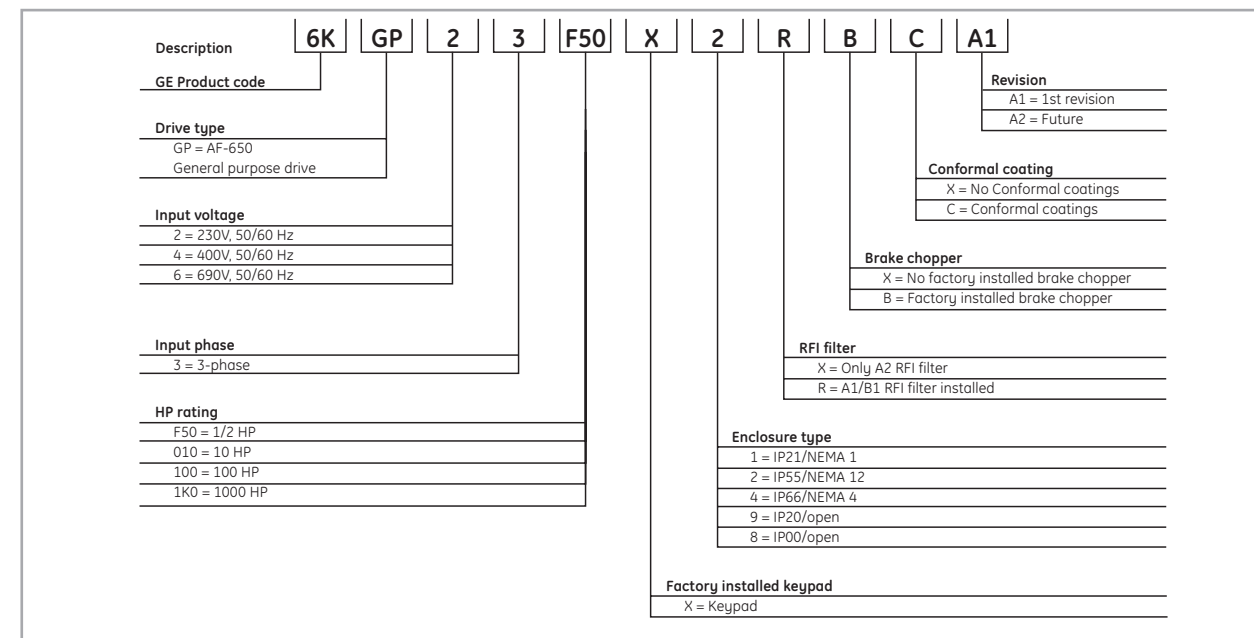 Description 6K GP 2 3 F50 X 2 R B C A1
GE Product code
Drive type
GP = AF-650
General purpose drive
Input voltage
2 = 230V, 50/60 Hz
4 = 400V, 50/60 Hz
6 = 690V, 50/60 Hz
Input phase
3 = 3-phase
HP rating
F50 = 1/2 HP
010 = 10 HP
100 = 100 HP
1K0 = 1000 HP
Revision
A1 = 1st revision
A2 = Future
Conformal coating
X = No Conformal coatings
C = Conformal coatings
Brake chopper
X = No factory installed brake chopper
B = Factory installed brake chopper
RFI filter
X = Only A2 RFI filter
R = A1/B1 RFI filter installed
Enclosure type
1 = IP21/NEMA 1
2 = IP55/NEMA 12
4 = IP66/NEMA 4
9 = IP20/open
8 = IP00/open
Factory installed keypad
X = Keypad